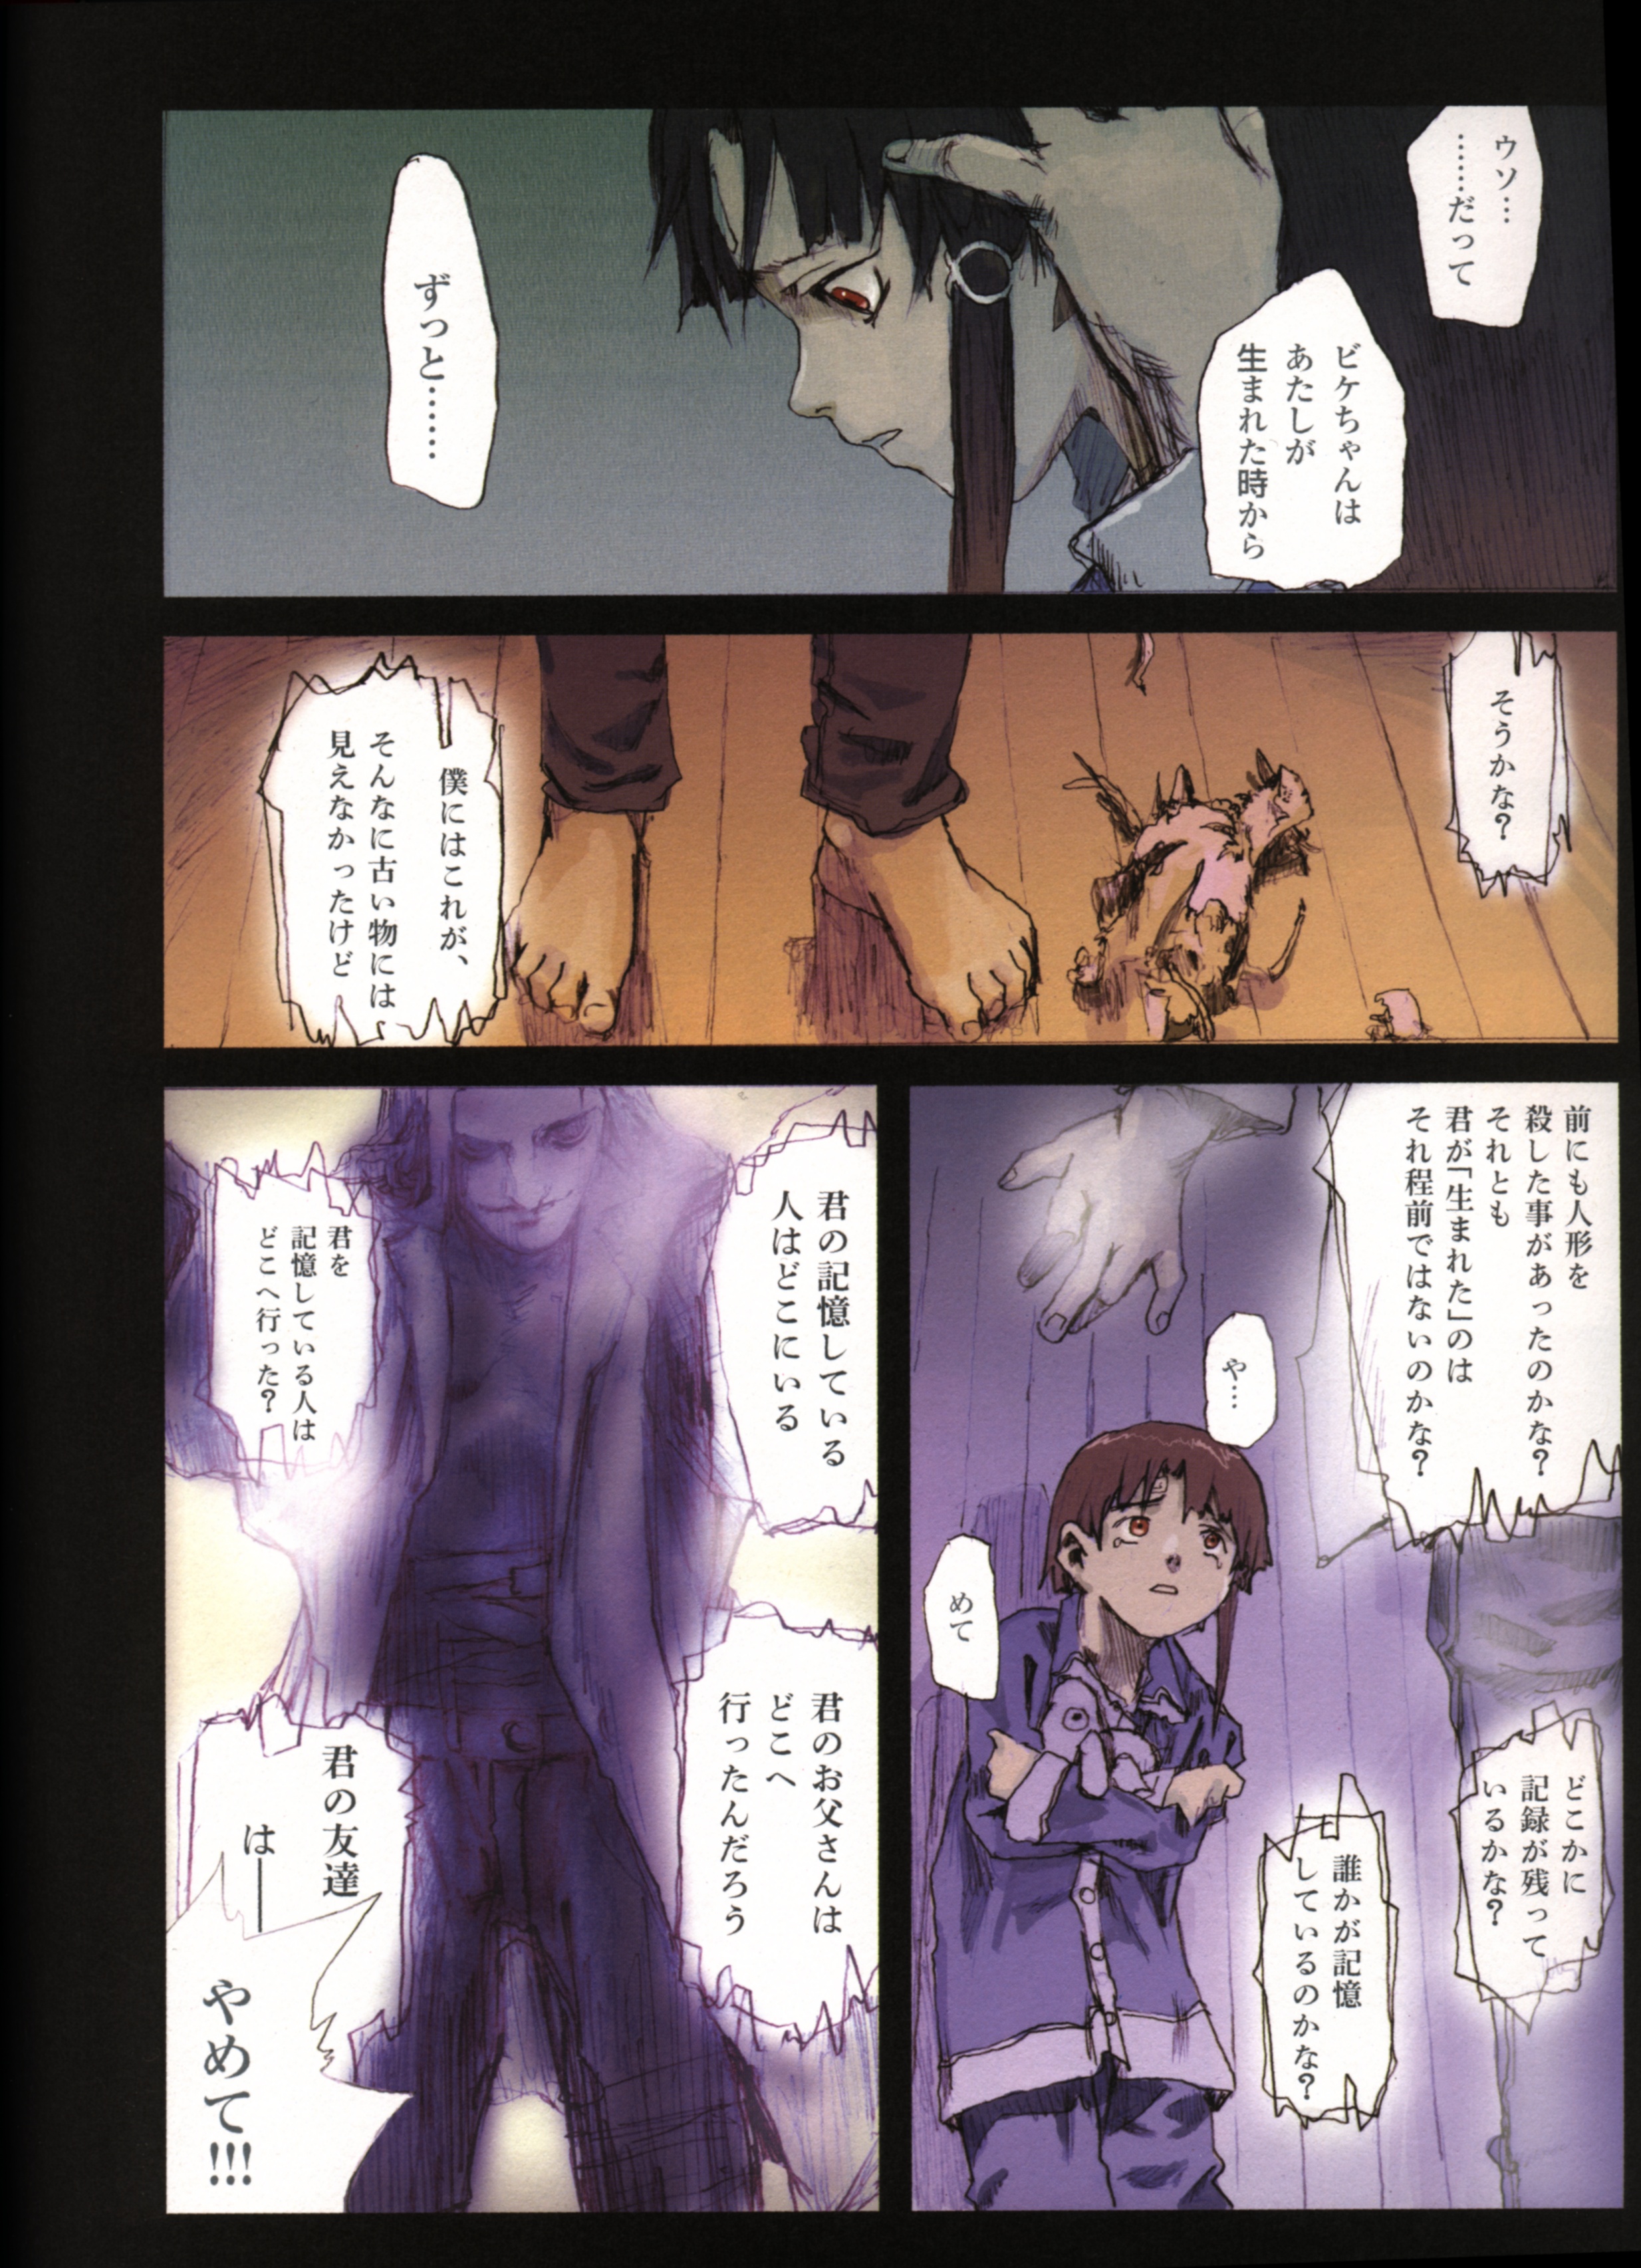 ウソ…
……だって
ビケちゃんは
あたしが
生まれた時から
ずっと……
そうかな?
僕にはこれが、
そんなに古い物には
見えなかったけど
前にも人形を
殺した事があったのかな?
それとも
君が「生まれた」のは
それ程前ではないのかな?
や…
めて
どこかに
記録が残って
いるかな?
誰かが記憶
しているのかな?
君の記憶している
人はどこにいる
君を
記憶している人は
どこへ行った?
君のお父さんは
どこへ
行ったんだろう
君の友達
は──
やめて!!!